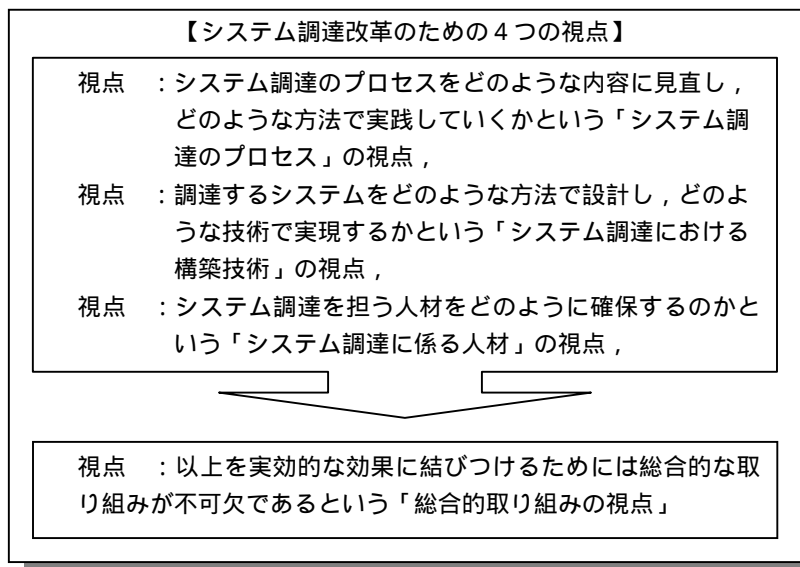 【システム調達改革のための４つの視点】
視点　：システム調達のプロセスをどのような内容に見直し，
どのような方法で実践していくかという「システム調
達のプロセス」の視点，
視点　：調達するシステムをどのような方法で設計し，どのよ
うな技術で実現するかという「システム調達における
構築技術」の視点，
視点　：システム調達を担う人材をどのように確保するのかと
いう「システム調達に係る人材」の視点，
視点　：以上を実効的な効果に結びつけるためには総合的な取
り組みが不可欠であるという「総合的取り組みの視点」